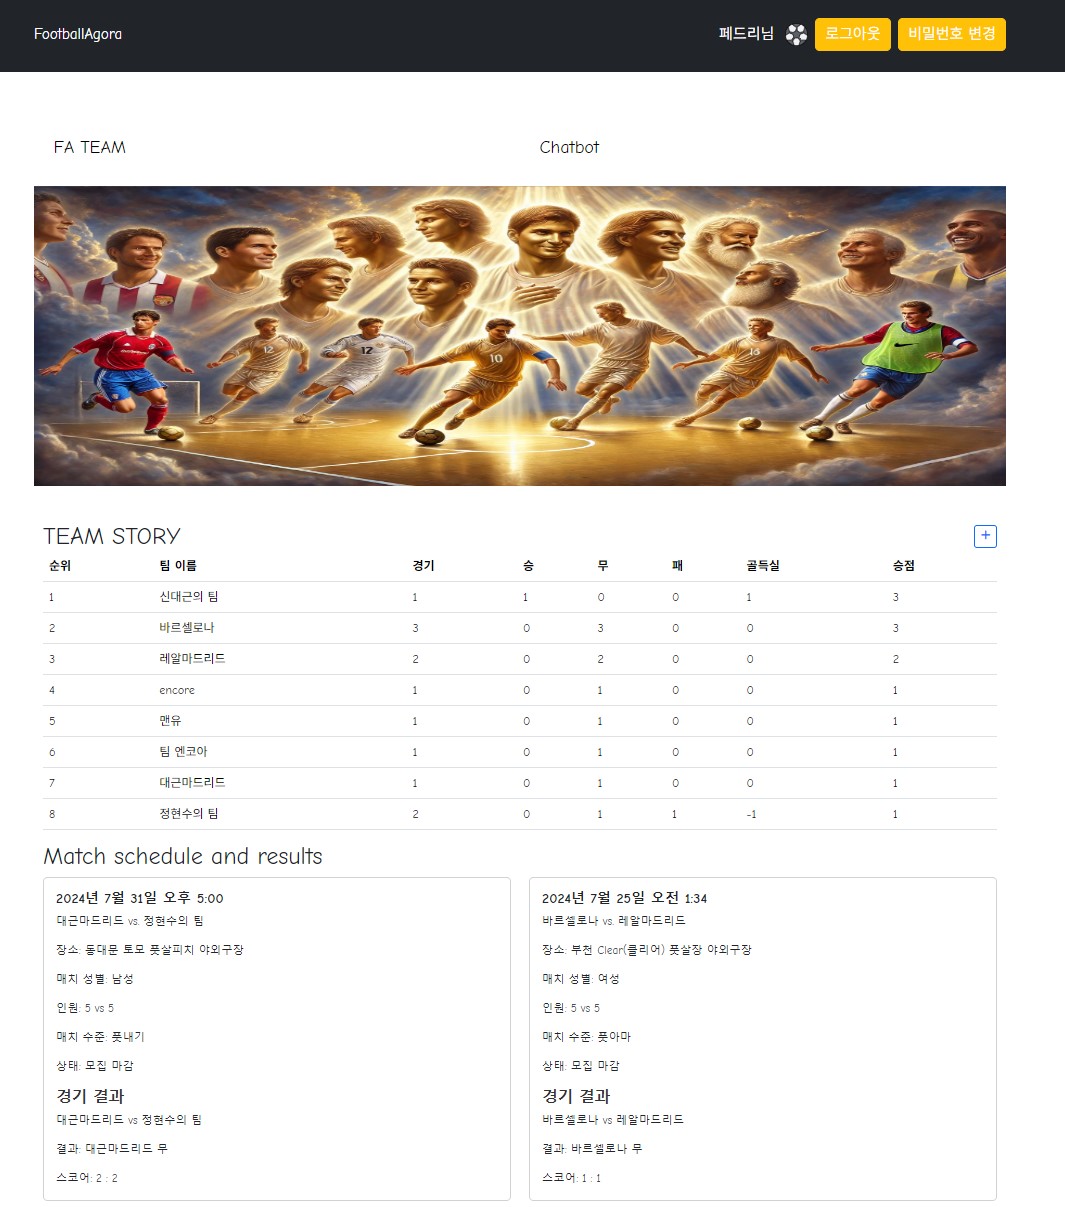 FootballAgora
페드리님 로그아웃 비밀번호 변경
FA TEAM Chatbot
12 12 10
TEAM STORY +
순위 팀 이름 경기 승 무 패 골득실 승점
1 신대근의 팀 1 1 0 0 1 3
2 바르셀로나 3 0 3 0 0 3
3 레알마드리드 2 0 2 0 0 2
4 encore 1 0 1 0 0 1
5 맨유 1 0 1 0 0 1
6 팀 엔코아 1 0 1 0 0 1
7 대근마드리드 1 0 1 0 0 1
8 정현수의 팀 2 0 1 1 -1 1
Match schedule and results
2024년 7월 31일 오후 5:00
대근마드리드 vs. 정현수의 팀
장소: 동대문 토모 풋살피치 야외구장
매치 성별: 남성
인원: 5 vs 5
매치 수준: 풋내기
상태: 모집 마감
경기 결과
대근마드리드 vs 정현수의 팀
결과: 대근마드리드 무
스코어: 2 : 2
2024년 7월 25일 오전 1:34
바르셀로나 vs. 레알마드리드
장소: 부천 Clear(클리어) 풋살장 야외구장
매치 성별: 여성
인원: 5 vs 5
매치 수준: 풋아마
상태: 모집 마감
경기 결과
바르셀로나 vs 레알마드리드
결과: 바르셀로나 무
스코어: 1 : 1